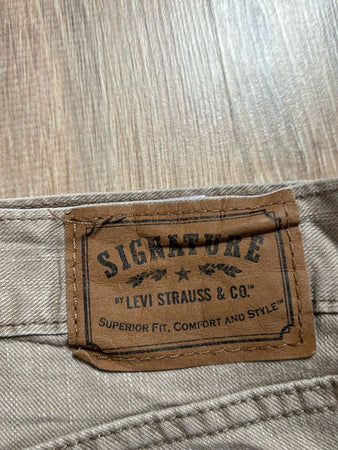 SIGNATURE
BY LEVI STRAUSS & CO.™
SUPERIOR FIT, COMFORT AND STYLE™